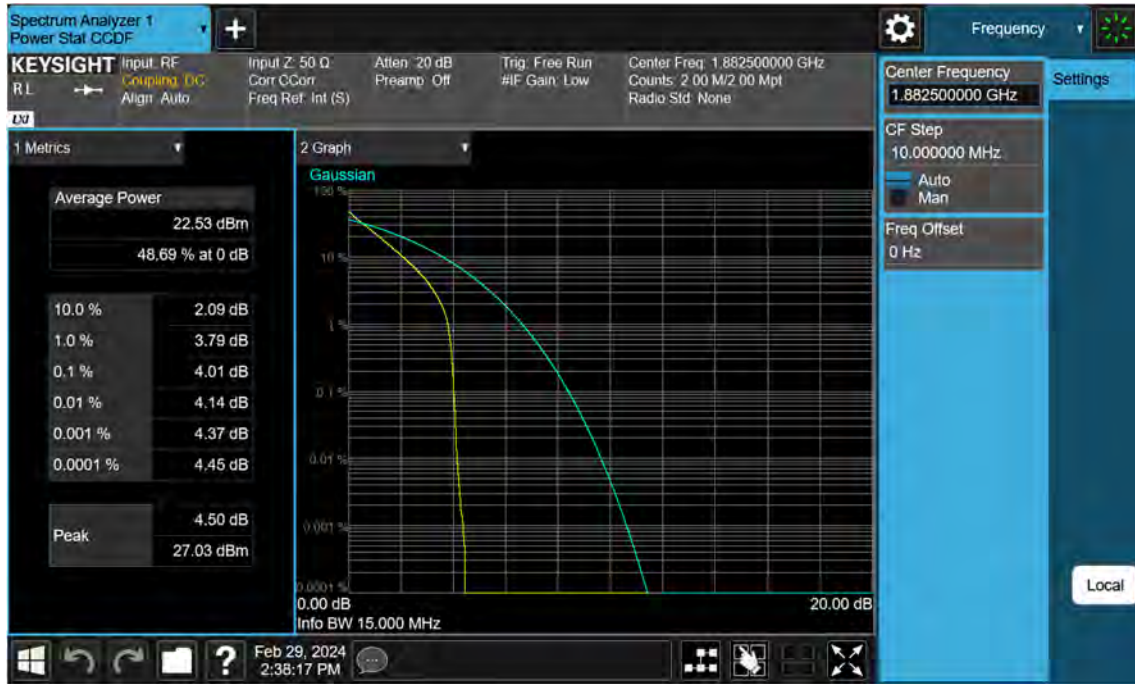 Spectrum Analyzer 1
Power Stat CCDF
+
Frequency
KEYSIGHT
RL
LXI
Input: RF
Coupling: DC
Align: Auto
Input Z: 50 Ω
Corr CCorr
Freq Ref: Int (S)
Atten: 20 dB
Preamp: Off
Trig: Free Run
#IF Gain: Low
Center Freq: 1.882500000 GHz
Counts: 2.00 M/2.00 Mpt
Radio Std: None
Center Frequency
1.882500000 GHz
Settings
CF Step
10.000000 MHz
Auto
Man
Freq Offset
0 Hz
1 Metrics
Average Power
22.53 dBm
48.69 % at 0 dB
10.0 % 2.09 dB
1.0 % 3.79 dB
0.1 % 4.01 dB
0.01 % 4.14 dB
0.001 % 4.37 dB
0.0001 % 4.45 dB
Peak
4.50 dB
27.03 dBm
2 Graph
Gaussian
100 %
10 %
1 %
0.1 %
0.01 %
0.001 %
0.0001 %
0.00 dB 20.00 dB
Info BW 15.000 MHz
Local
?
Feb 29, 2024
2:38:17 PM